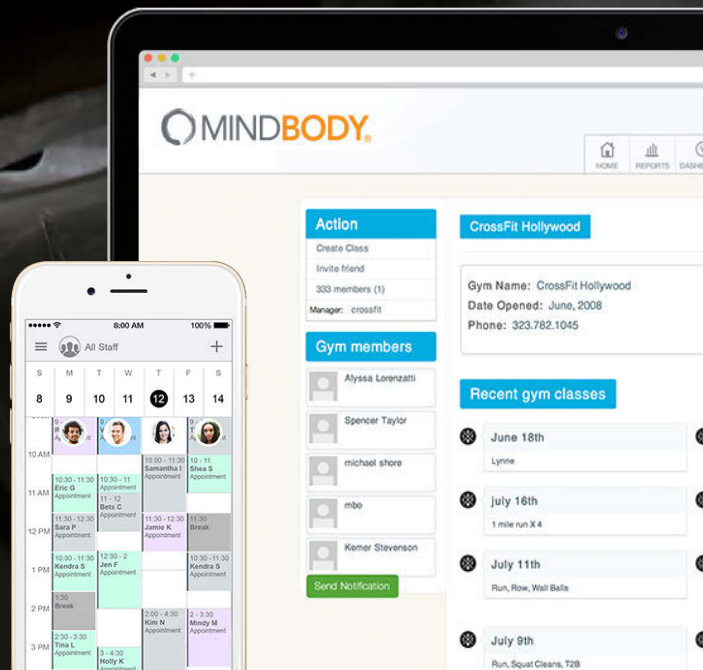 MINDBODY®
HOME REPORTS
Action
Create Class
Invite friend
333 members (1)
Manager: crossfit
Gym members
Alyssa Lorenzatti
Spencer Taylor
michael shore
mbo
Kemer Stevenson
Send Notification
CrossFit Hollywood
Gym Name: CrossFit Hollywood
Date Opened: June, 2008
Phone: 323.782.1045
Recent gym classes
June 18th
Lynne
july 16th
1 mile run X 4
July 11th
Run, Row, Wall Balls
July 9th
Run, Squat Cleans, T2B
8:00 AM 100%
All Staff
S M T W T F S
8 9 10 11 12 13 14
10 AM
11 AM
12 PM
1 PM
2 PM
3 PM
10:30 - 11:30
Eric G
Appointment
11:30 - 12:30
Sara P
Appointment
10:30 - 11:30
Kendra S
Appointment
1:30
Break
2:30 - 3:30
Tina L
Appointment
10:30 - 11
Appointment
11 - 12
Bets C
Appointment
12:30 - 2
Jen F
Appointment
3 - 4:30
Holly K
Appointment
10:00 - 11:30
Samantha I
Appointment
11:30 - 12:30
Jamie K
Appointment
2:00 - 4:30
Kim N
Appointment
10 - 11
Shea S
Appointment
11:30
Break
10:30 - 11:30
Kendra S
Appointment
2 - 3:30
Mindy M
Appointment